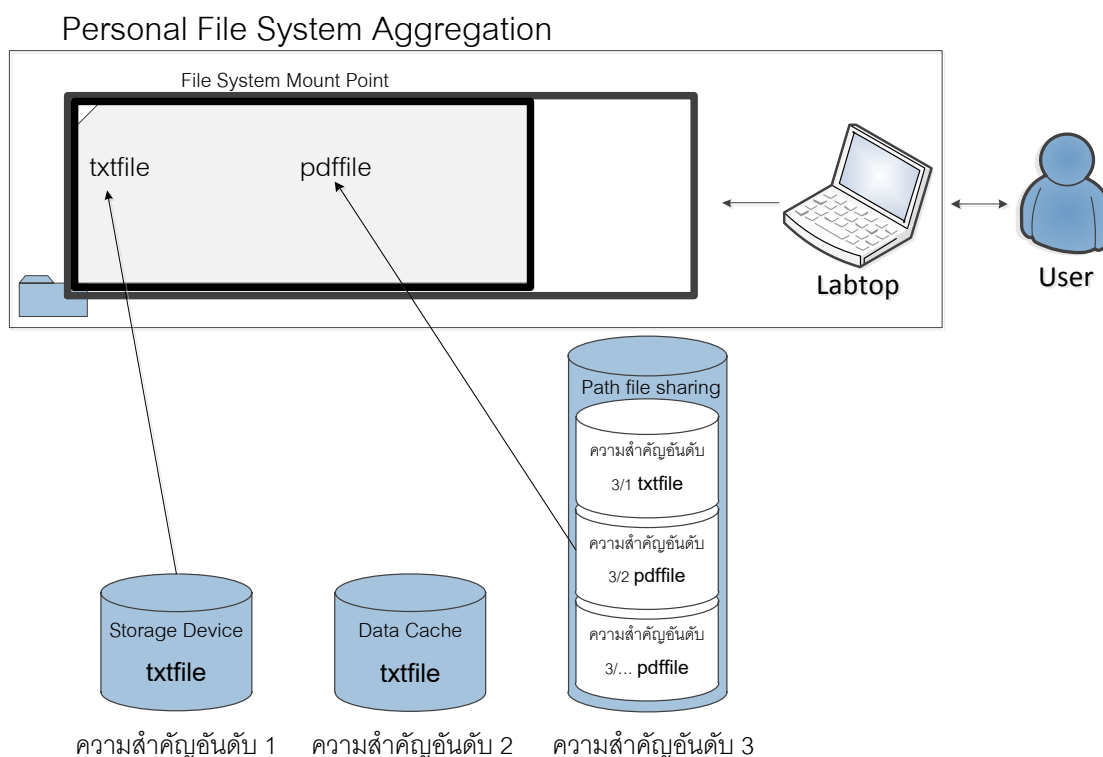 Personal File System Aggregation
File System Mount Point
txtfile
pdffile
Labtop
User
Path file sharing
ความสำคัญอันดับ
3/1 txtfile
ความสำคัญอันดับ
3/2 pdffile
ความสำคัญอันดับ
3/... pdffile
Storage Device
txtfile
Data Cache
txtfile
ความสำคัญอันดับ 1
ความสำคัญอันดับ 2
ความสำคัญอันดับ 3